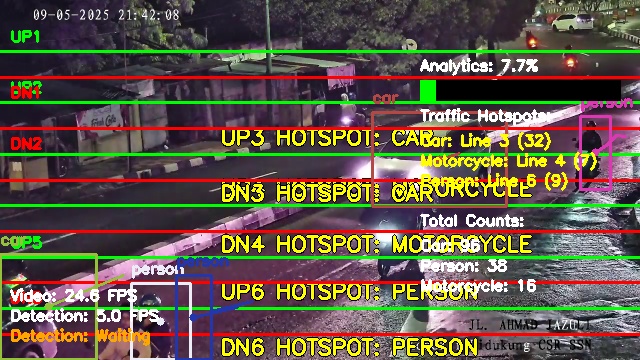 09-05-2025 21:42:08
UP1
Analytics: 7.7%
DN1
car
person
Traffic Hotspots:
UP3 HOTSPOT: CAR
Car: Line 3 (32)
DN2
Motorcycle: Line 4 (7)
Person: Line 6 (9)
DN3 HOTSPOT: CAR
Total Counts:
UP5
DN4 HOTSPOT: MOTORCYCLE
person
person
Person: 38
Motorcycle: 16
Video: 24.6 FPS
UP6 HOTSPOT: PERSON
Detection: 5.0 FPS
Detection: Waiting
DN6 HOTSPOT: PERSON
JL. AHMAD YAZULI